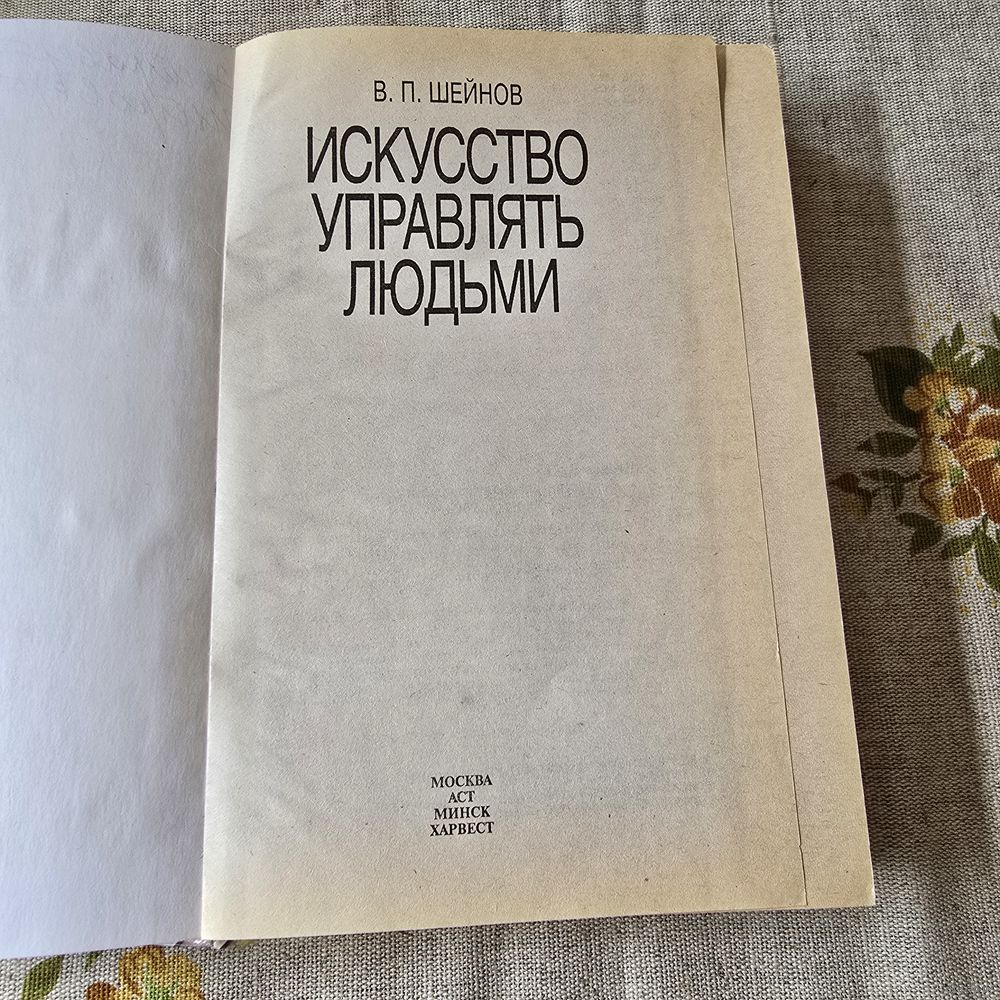 В. П. ШЕЙНОВ
ИСКУССТВО
УПРАВЛЯТЬ
ЛЮДЬМИ
МОСКВА
АСТ
МИНСК
ХАРВЕСТ